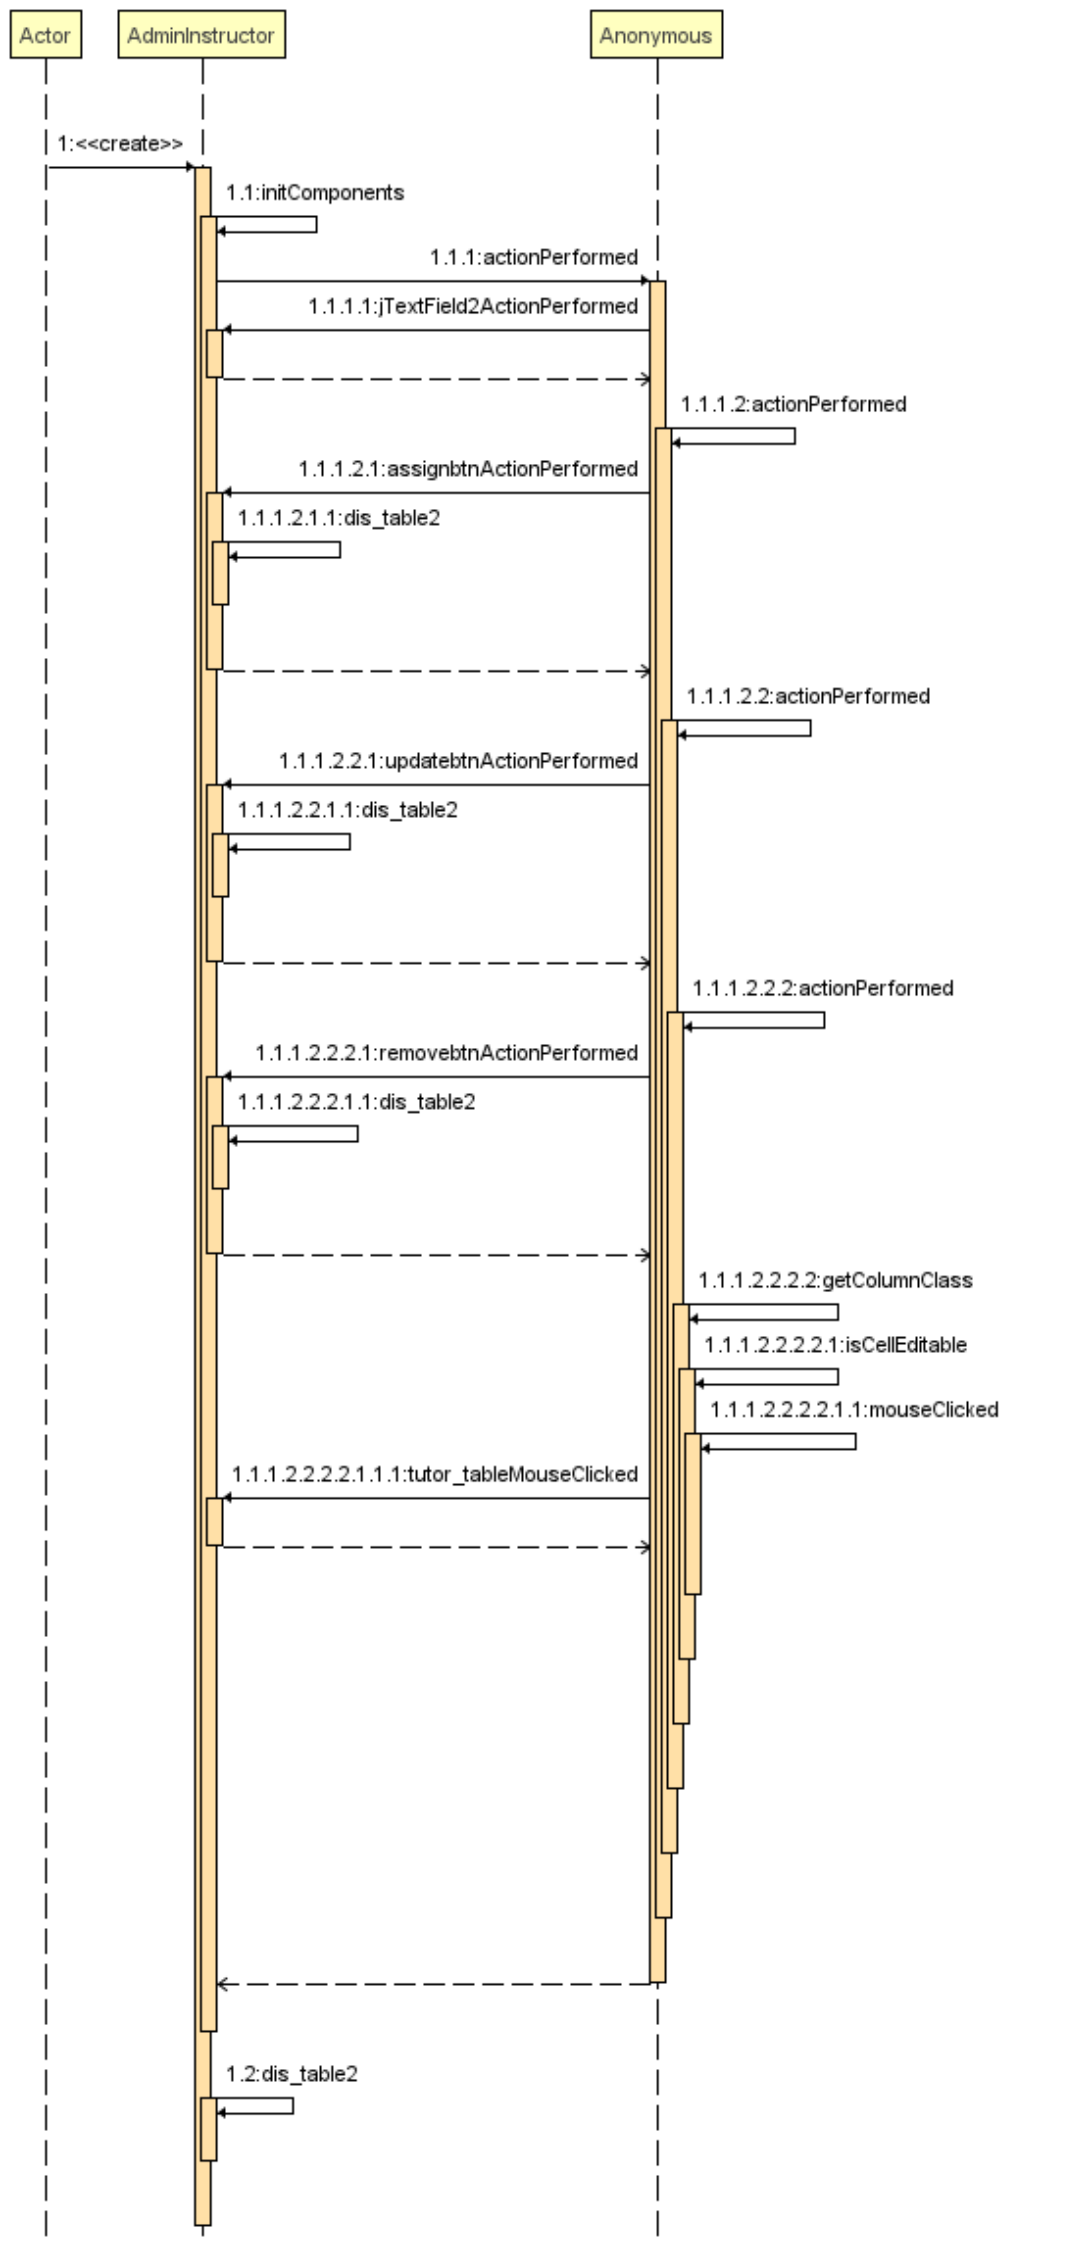 Actor
AdminInstructor
Anonymous
1:<<create>>
1.1:initComponents
1.1.1:actionPerformed
1.1.1.1:jTextField2ActionPerformed
1.1.1.2:actionPerformed
1.1.1.2.1:assignbtnActionPerformed
1.1.1.2.1.1:dis_table2
1.1.1.2.2:actionPerformed
1.1.1.2.2.1:updatebtnActionPerformed
1.1.1.2.2.1.1:dis_table2
1.1.1.2.2.2:actionPerformed
1.1.1.2.2.2.1:removebtnActionPerformed
1.1.1.2.2.2.1.1:dis_table2
1.1.1.2.2.2.2:getColumnClass
1.1.1.2.2.2.2.1:isCellEditable
1.1.1.2.2.2.2.1.1:mouseClicked
1.1.1.2.2.2.2.1.1.1:tutor_tableMouseClicked
1.2:dis_table2